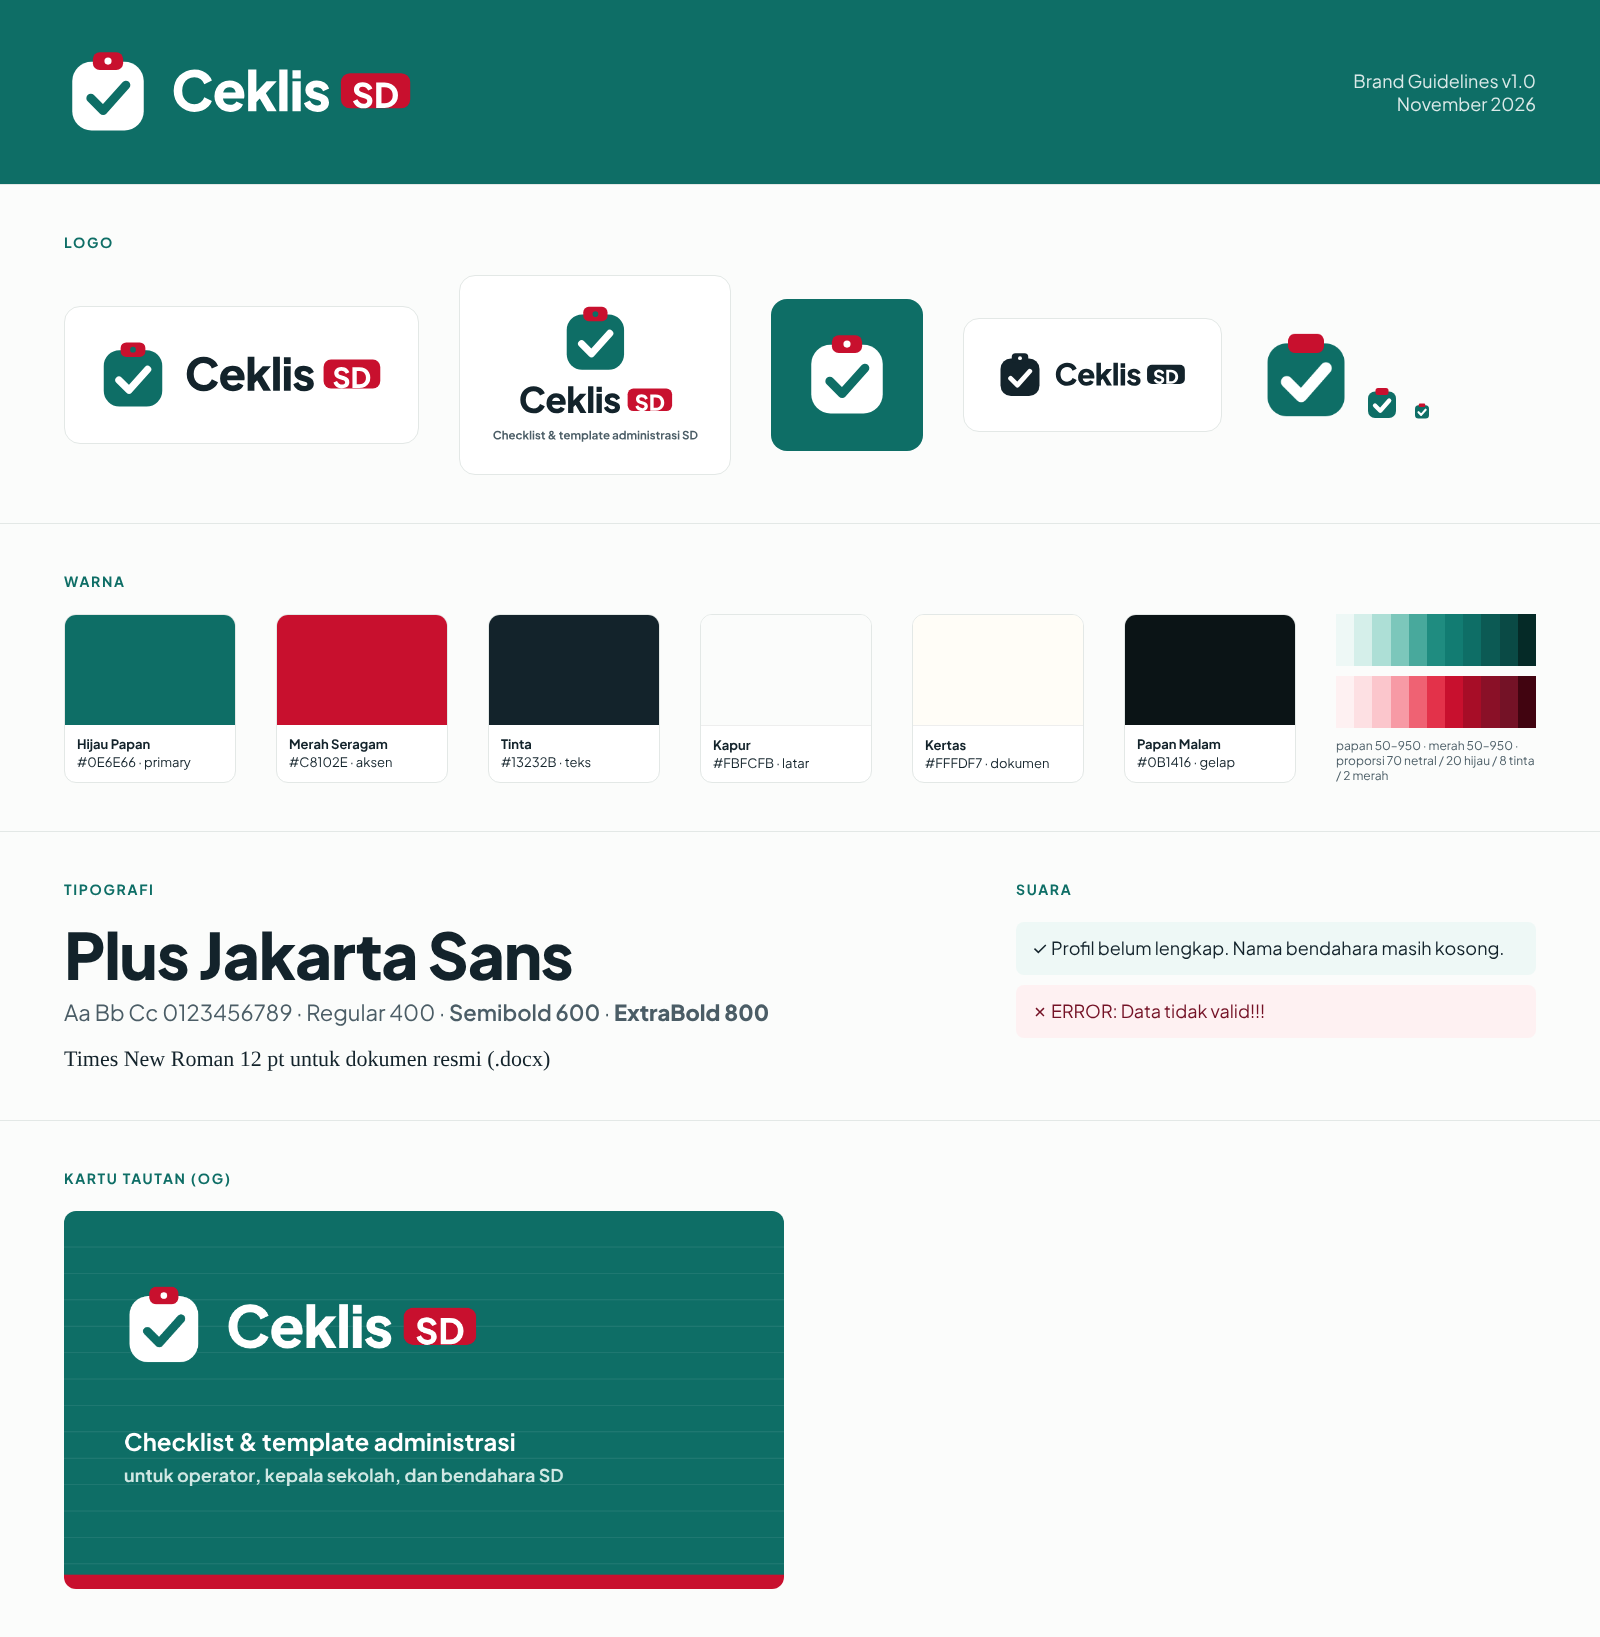 Ceklis SD
Brand Guidelines v1.0
November 2026
LOGO
Ceklis SD
Ceklis SD
Checklist & template administrasi SD
Ceklis SD
WARNA
Hijau Papan
#0E6E66 · primary
Merah Seragam
#C8102E · aksen
Tinta
#13232B · teks
Kapur
#FBFCFB · latar
Kertas
#FFFDF7 · dokumen
Papan Malam
#0B1416 · gelap
papan 50–950 · merah 50–950 ·
proporsi 70 netral / 20 hijau / 8 tinta
/ 2 merah
TIPOGRAFI
Plus Jakarta Sans
Aa Bb Cc 0123456789 · Regular 400 · Semibold 600 · ExtraBold 800
Times New Roman 12 pt untuk dokumen resmi (.docx)
SUARA
✓ Profil belum lengkap. Nama bendahara masih kosong.
✕ ERROR: Data tidak valid!!!
KARTU TAUTAN (OG)
Ceklis SD
Checklist & template administrasi
untuk operator, kepala sekolah, dan bendahara SD